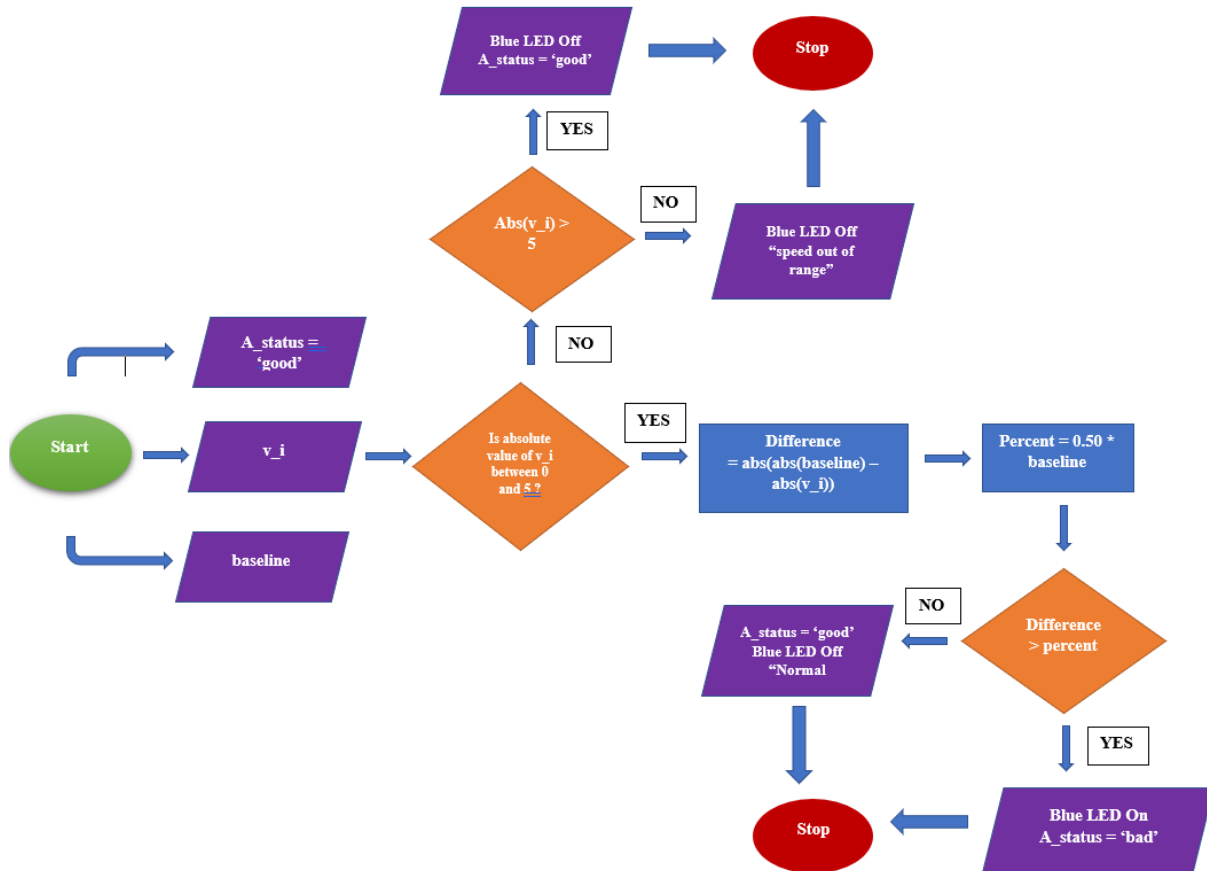 Blue LED Off
A_status = ‘good’
Stop
YES
Abs(v_i) >
5
NO
Blue LED Off
“speed out of
range”
NO
A_status =
‘good’
Start
v_i
baseline
Is absolute
value of v_i
between 0
and 5 ?
YES
Difference
= abs(abs(baseline) –
abs(v_i))
Percent = 0.50 *
baseline
Difference
> percent
NO
A_status = ‘good’
Blue LED Off
“Normal
YES
Blue LED On
A_status = ‘bad’
Stop